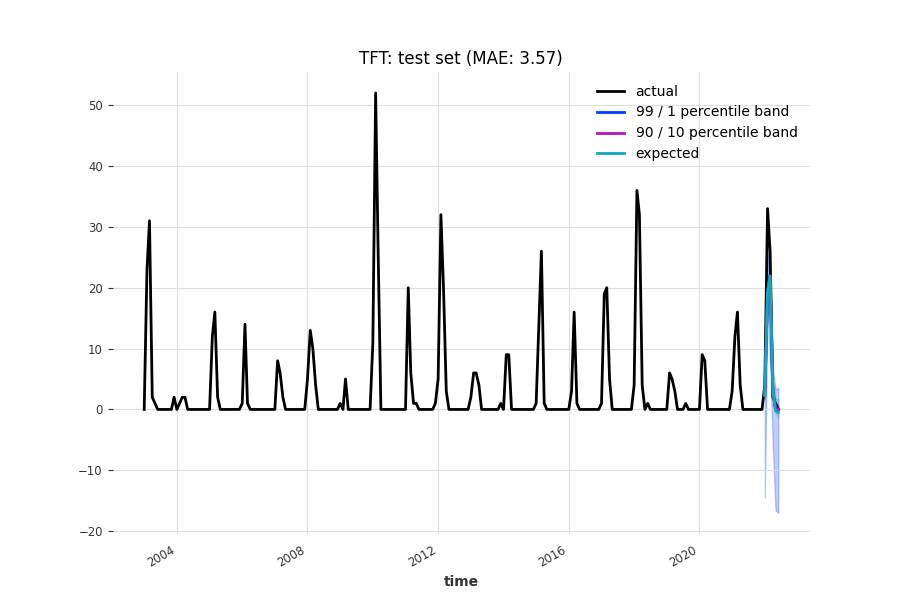 TFT: test set (MAE: 3.57)
actual
99 / 1 percentile band
90 / 10 percentile band
expected
50
40
30
20
10
0
−10
−20
2004
2008
2012
2016
2020
time